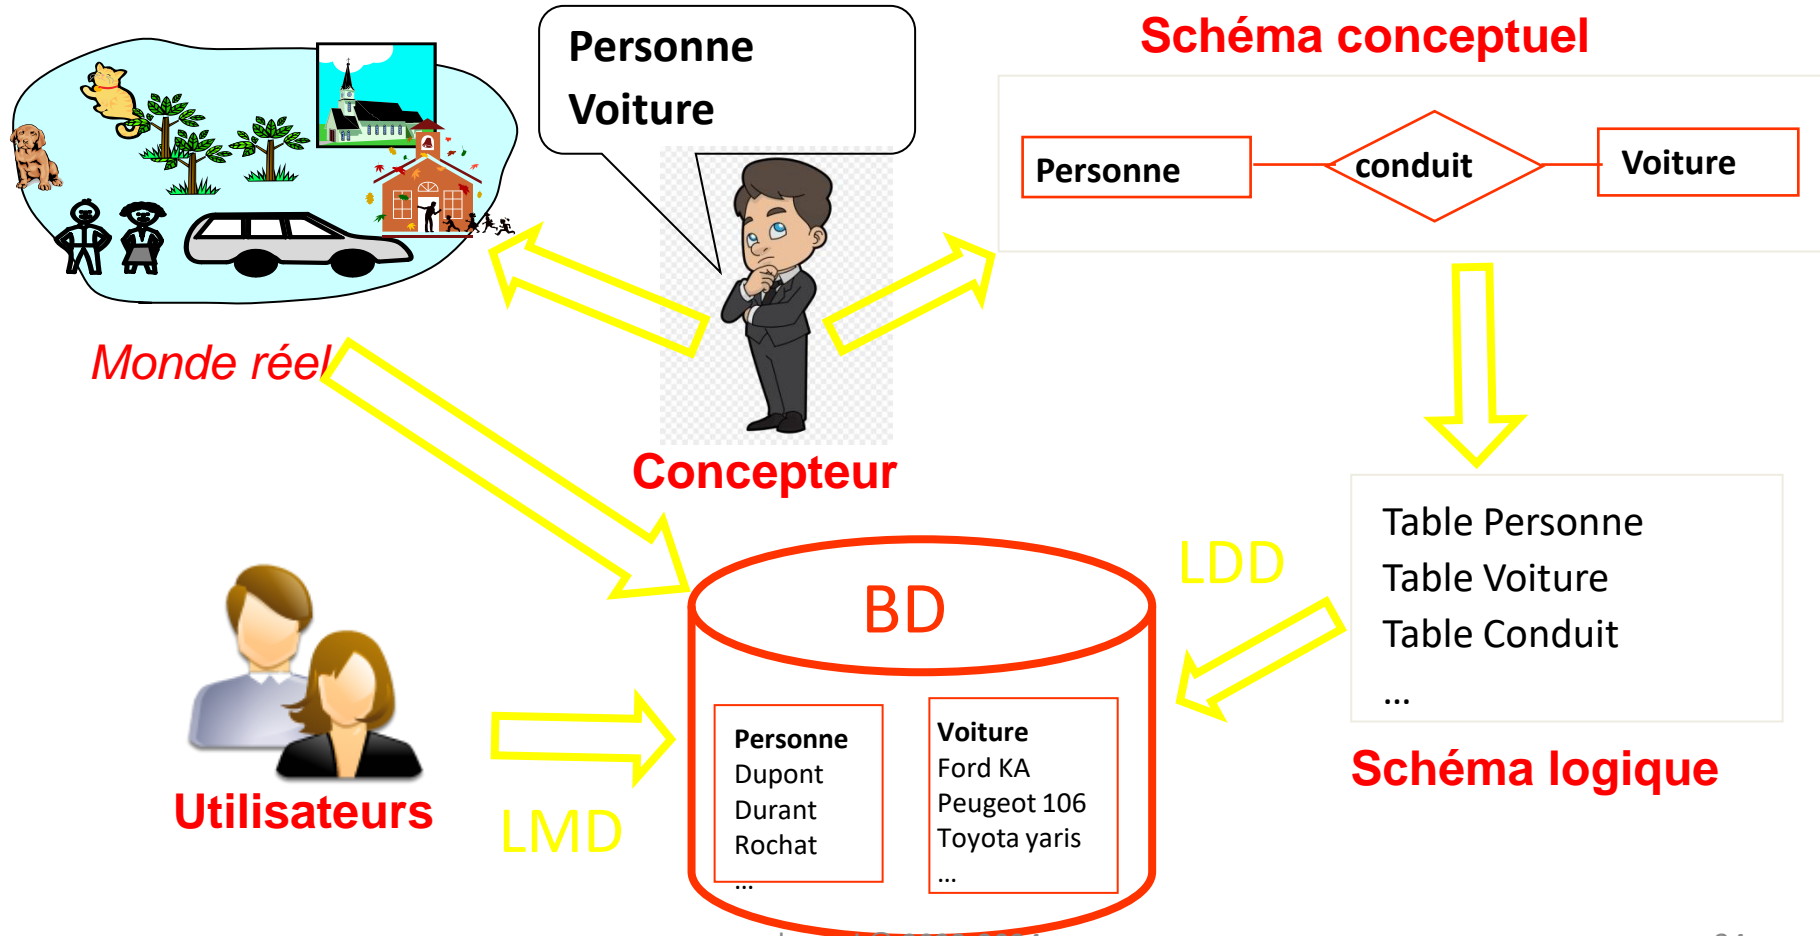 Personne
Voiture
Schéma conceptuel
Personne
conduit
Voiture
Monde réel
Concepteur
Table Personne
Table Voiture
Table Conduit
...
Schéma logique
LDD
BD
Personne
Dupont
Durant
Rochat
...
Voiture
Ford KA
Peugeot 106
Toyota yaris
...
Utilisateurs
LMD